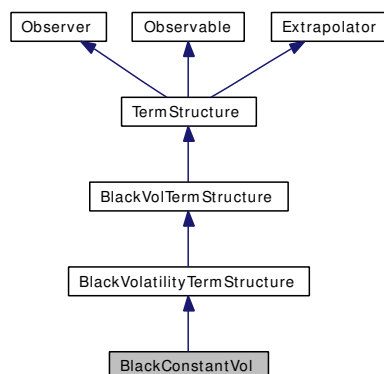 Observer Observable Extrapolator
TermStructure
BlackVolTermStructure
BlackVolatilityTermStructure
BlackConstantVol